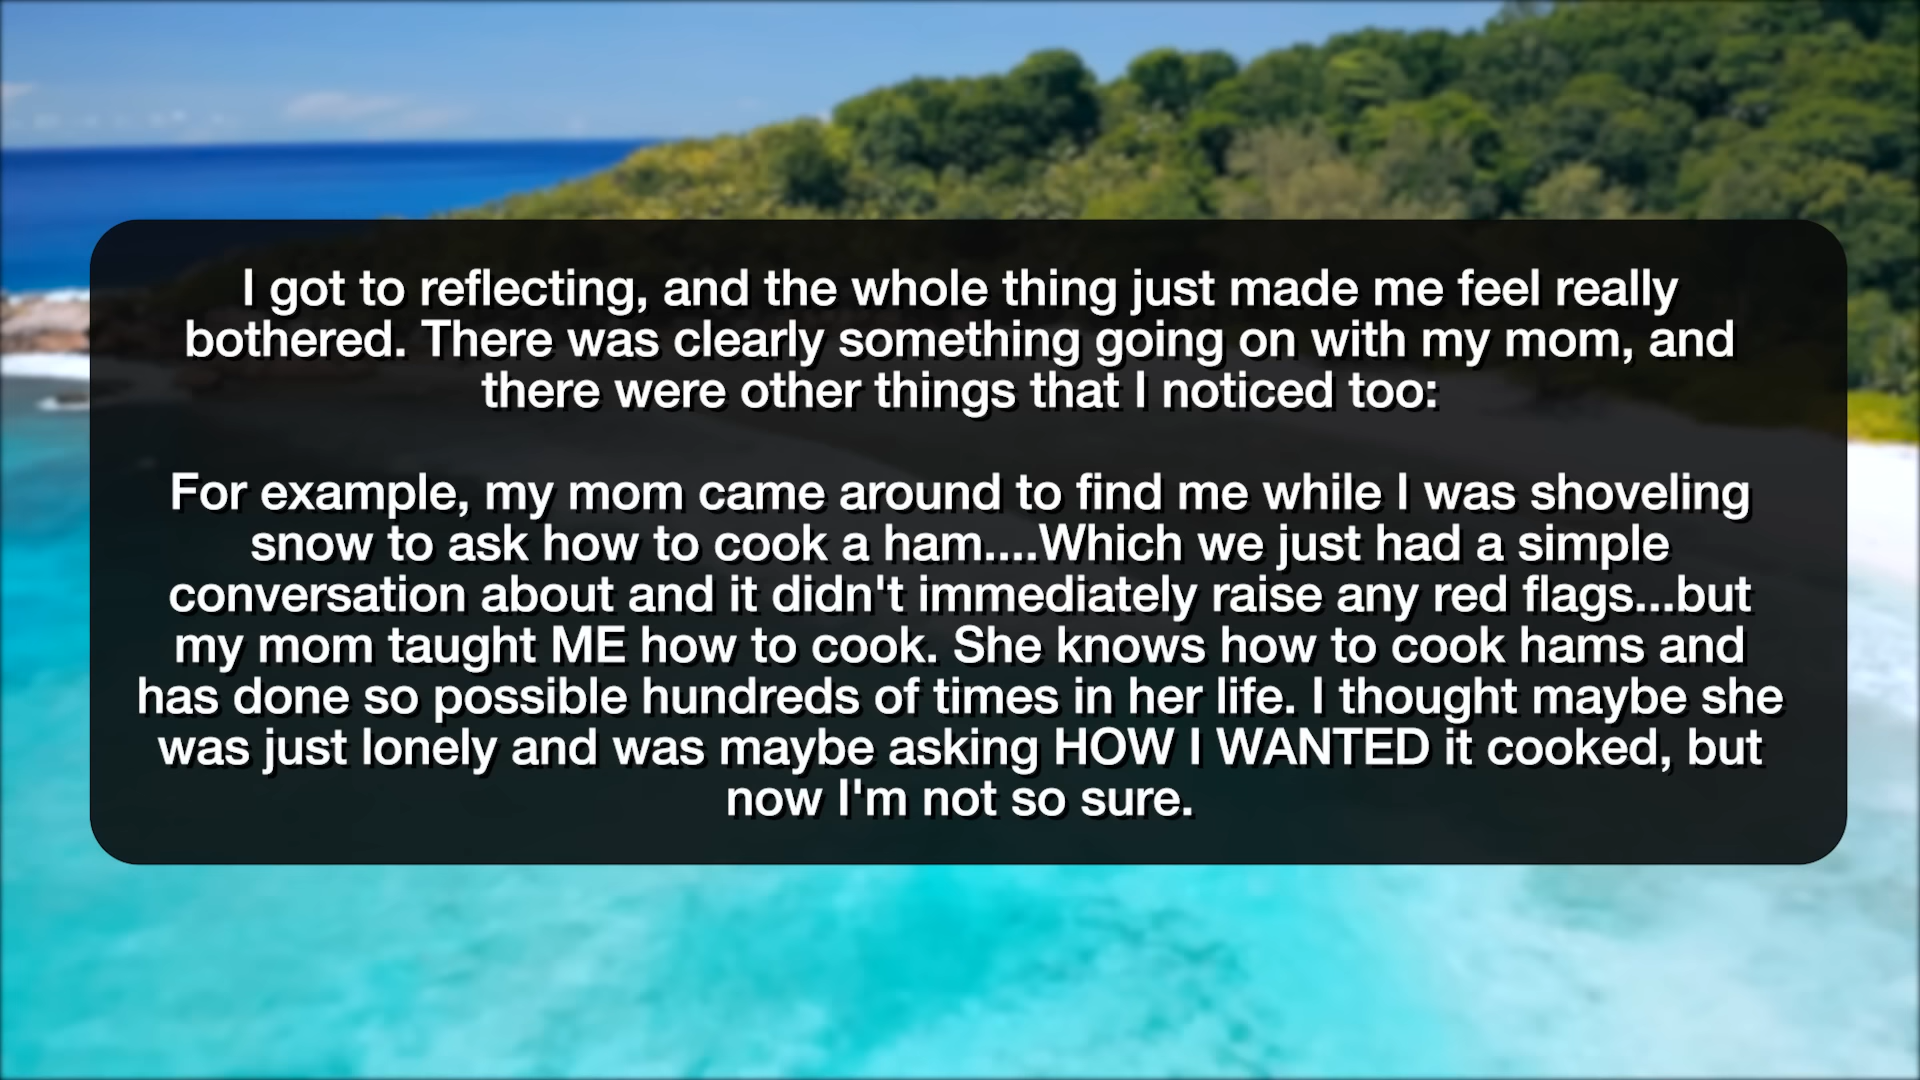 I got to reflecting, and the whole thing just made me feel really
bothered. There was clearly something going on with my mom, and
there were other things that I noticed too:
For example, my mom came around to find me while I was shoveling
snow to ask how to cook a ham....Which we just had a simple
conversation about and it didn't immediately raise any red flags...but
my mom taught ME how to cook. She knows how to cook hams and
has done so possible hundreds of times in her life. I thought maybe she
was just lonely and was maybe asking HOW I WANTED it cooked, but
now I'm not so sure.